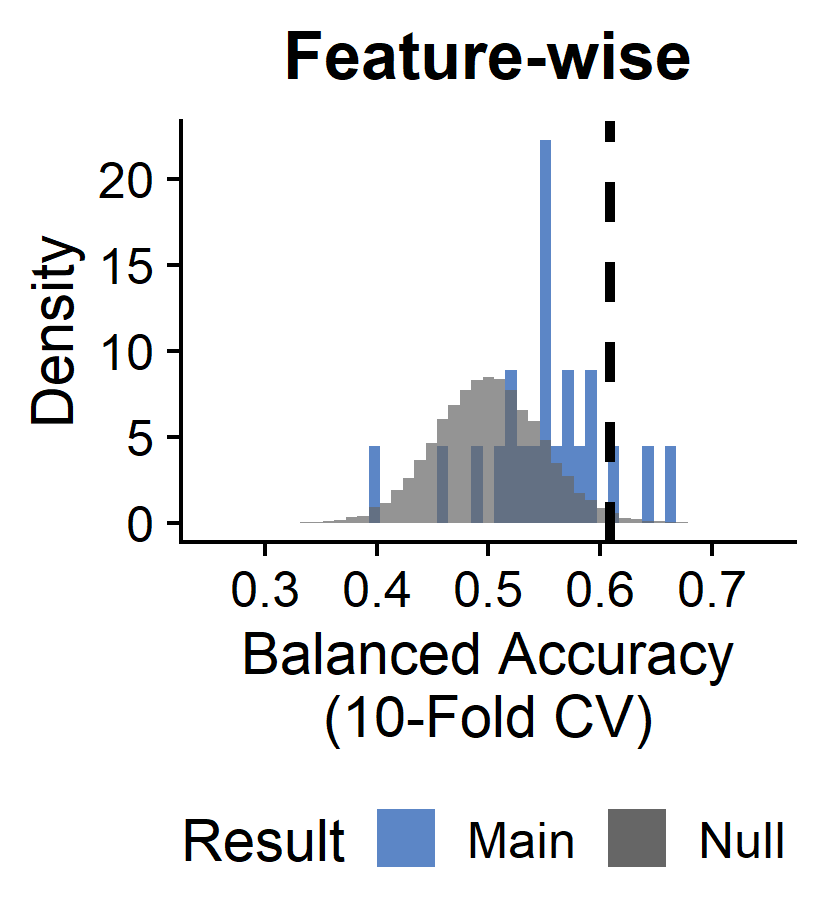 Feature-wise
Density
20
15
10
5
0
0.3 0.4 0.5 0.6 0.7
Balanced Accuracy
(10-Fold CV)
Result Main Null